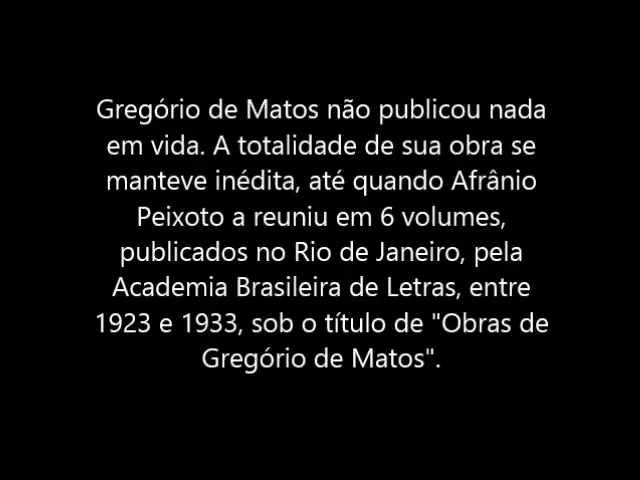 Gregório de Matos não publicou nada
em vida. A totalidade de sua obra se
manteve inédita, até quando Afrânio
Peixoto a reuniu em 6 volumes,
publicados no Rio de Janeiro, pela
Academia Brasileira de Letras, entre
1923 e 1933, sob o título de "Obras de
Gregório de Matos".